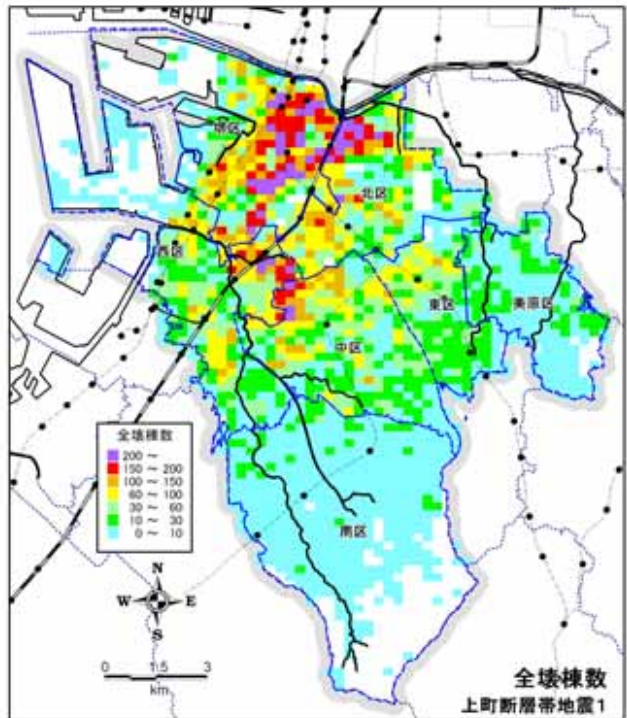 堺区
北区
西区
東区
美原区
中区
全壊棟数
200 ～
150 ～ 200
100 ～ 150
60 ～ 100
30 ～ 60
10 ～ 30
0 ～ 10
南区
N
W E
S
0 1.5 3
km
全壊棟数
上町断層帯地震1